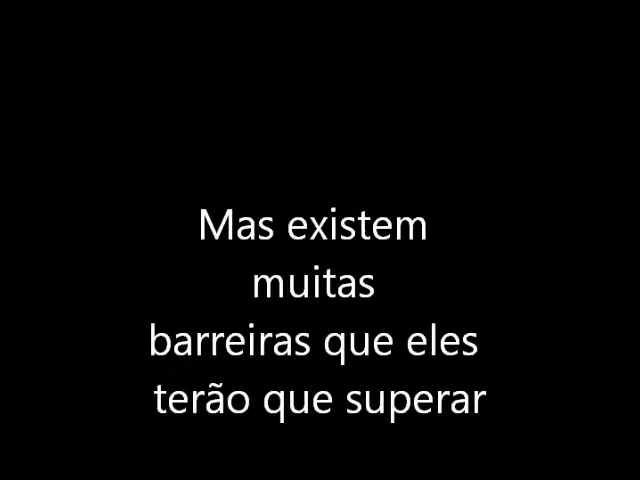 Mas existem
muitas
barreiras que eles
terão que superar